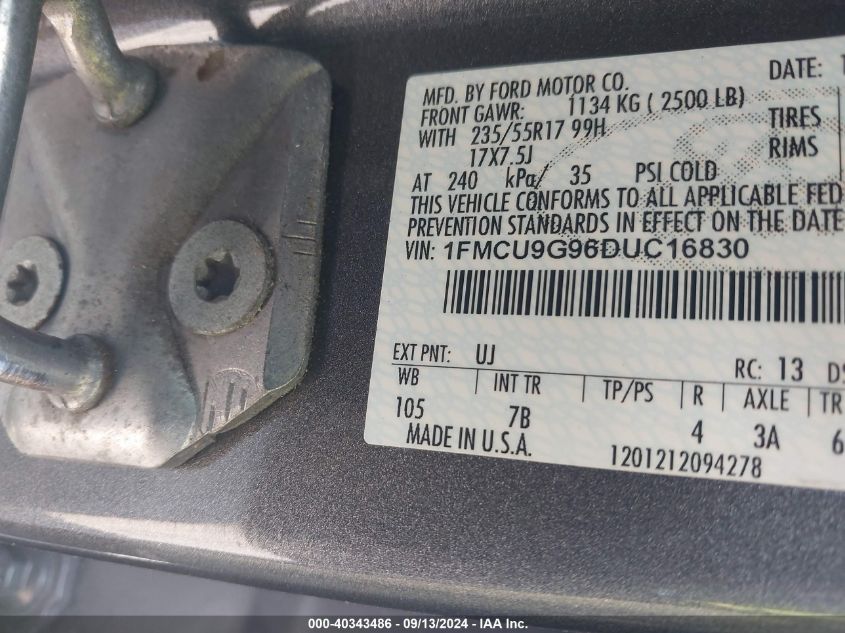 MFD. BY FORD MOTOR CO.
DATE:
FRONT GAWR: 1134 KG ( 2500 LB)
WITH 235/55R17 99H TIRES
17X7.5J RIMS
AT 240 kPa/ 35 PSI COLD
THIS VEHICLE CONFORMS TO ALL APPLICABLE FED
PREVENTION STANDARDS IN EFFECT ON THE DATE
VIN: 1FMCU9G96DUC16830
EXT PNT: UJ RC: 13 DS
WB | INT TR | TP/PS | R | AXLE | TR
105 7B 4 3A 6
MADE IN U.S.A. 1201212094278
000-40343486 - 09/13/2024 - IAA Inc.